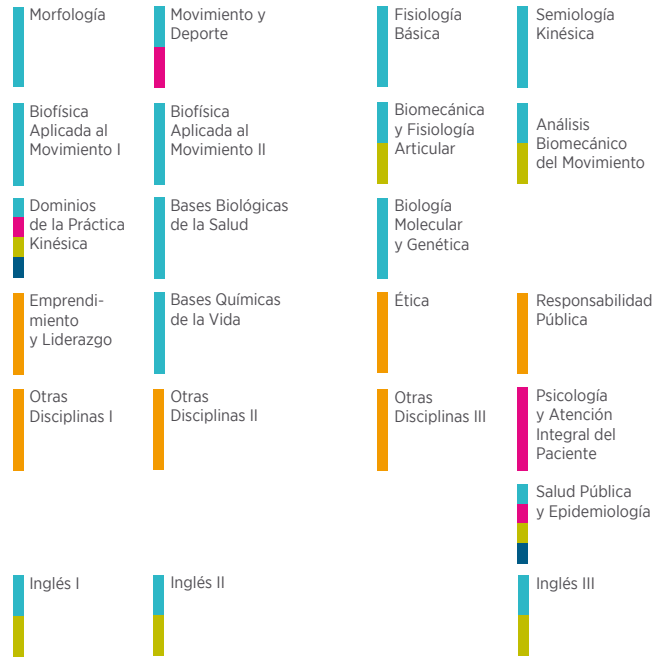 Morfología
Movimiento y
Deporte
Fisiología
Básica
Semiología
Kinésica
Biofísica
Aplicada al
Movimiento I
Biofísica
Aplicada al
Movimiento II
Biomecánica
y Fisiología
Articular
Análisis
Biomecánico
del Movimiento
Dominios
de la Práctica
Kinésica
Bases Biológicas
de la Salud
Biología
Molecular
y Genética
Emprendi-
miento
y Liderazgo
Bases Químicas
de la Vida
Ética
Responsabilidad
Pública
Otras
Disciplinas I
Otras
Disciplinas II
Otras
Disciplinas III
Psicología
y Atención
Integral del
Paciente
Salud Pública
y Epidemiología
Inglés I
Inglés II
Inglés III